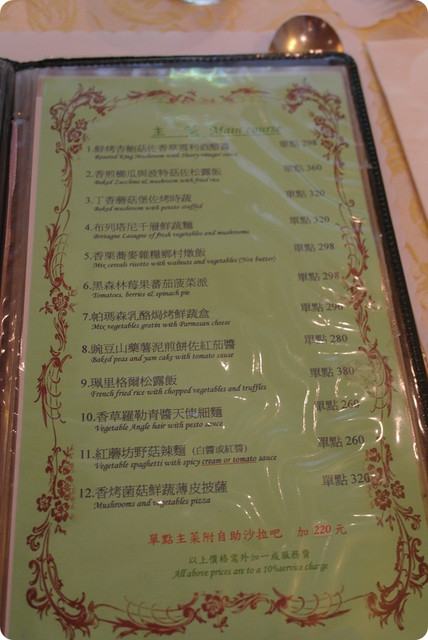 主 菜 Main course
1.鮮烤杏鮑菇佐香草雪利酒醋醬 單點 298
Roasted King Mushroom with Sherry vinegar sauce
2.香煎櫛瓜與波特菇佐松露飯 單點 360
Baked Zucchini & mushroom with fried rice
3.丁香蘑菇堡佐烤時蔬 單點 320
Baked mushroom with potato stuffed
4.布列塔尼千層鮮蔬麵 單點 320
Bretagne Lasagne of fresh vegetables and mushrooms
5.香栗蕎麥雜糧鄉村燉飯 單點 298
Mix cereals risotto with walnuts and vegetables (Nut butter)
6.黑森林莓果番茄菠菜派 單點 298
Tomatoes, berries & spinach pie
7.帕瑪森乳酪焗烤鮮蔬盒 單點 290
Mix vegetables gratin with Parmasan cheese
8.豌豆山藥薯泥煎餅佐紅茄醬 單點 280
Baked peas and yam cake with tomato sauce
9.珮里格爾松露飯 單點 380
French fried rice with chopped vegetables and truffles
10.香草羅勒青醬天使細麵 單點 260
Vegetable Angle hair with pesto sauce
11.紅蘑坊野菇辣麵 (白醬或紅醬) 單點 260
Vegetable spaghetti with spicy cream or tomato sauce
12.香烤菌菇鮮蔬薄皮披薩 單點 320
Mushrooms and vegetables pizza
單點主菜附自助沙拉吧 加 220 元
以上價格需外加一成服務費
All above prices are to a 10%service charge